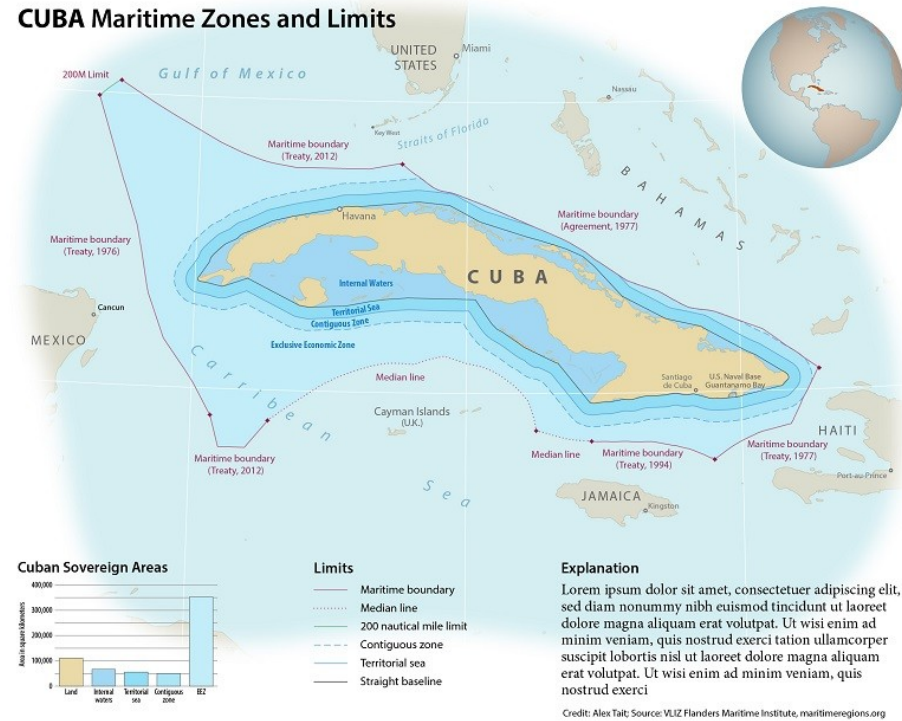 CUBA Maritime Zones and Limits
200M Limit
Gulf of Mexico
UNITED
STATES
Miami
Nassau
Key West
Straits of Florida
Maritime boundary
(Treaty, 2012)
BAHAMAS
Maritime boundary
(Agreement, 1977)
Havana
Maritime boundary
(Treaty, 1976)
CUBA
Internal Waters
Territorial Sea
Contiguous Zone
Exclusive Economic Zone
Cancun
MEXICO
Carribean
Sea
Median line
Santiago
de Cuba
U.S. Naval Base
Guantanamo Bay
Cayman Islands
(U.K.)
HAITI
Maritime boundary
(Treaty, 2012)
Median line
Maritime boundary
(Treaty, 1994)
Maritime boundary
(Treaty, 1977)
Port-au-Prince
JAMAICA
Kingston
Cuban Sovereign Areas
Area in square kilometers
400,000
300,000
200,000
100,000
0
Land
Internal
waters
Territorial
sea
Contiguous
zone
EEZ
Limits
Maritime boundary
Median line
200 nautical mile limit
Contiguous zone
Territorial sea
Straight baseline
Explanation
Lorem ipsum dolor sit amet, consectetuer adipiscing elit,
sed diam nonummy nibh euismod tincidunt ut laoreet
dolore magna aliquam erat volutpat. Ut wisi enim ad
minim veniam, quis nostrud exerci tation ullamcorper
suscipit lobortis nisl ut laoreet dolore magna aliquam
erat volutpat. Ut wisi enim ad minim veniam, quis
nostrud exerci
Credit: Alex Tait; Source: VLIZ Flanders Maritime Institute, maritimeregions.org